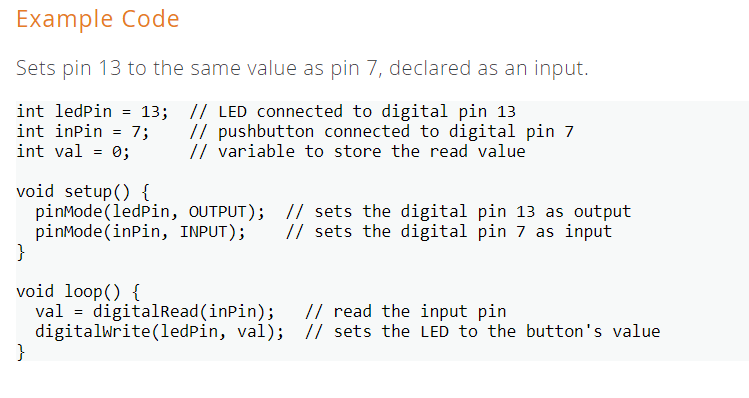 Example Code
Sets pin 13 to the same value as pin 7, declared as an input.
int ledPin = 13;  // LED connected to digital pin 13
int inPin = 7;    // pushbutton connected to digital pin 7
int val = 0;      // variable to store the read value
void setup() {
  pinMode(ledPin, OUTPUT);  // sets the digital pin 13 as output
  pinMode(inPin, INPUT);    // sets the digital pin 7 as input
}
void loop() {
  val = digitalRead(inPin);   // read the input pin
  digitalWrite(ledPin, val);  // sets the LED to the button's value
}